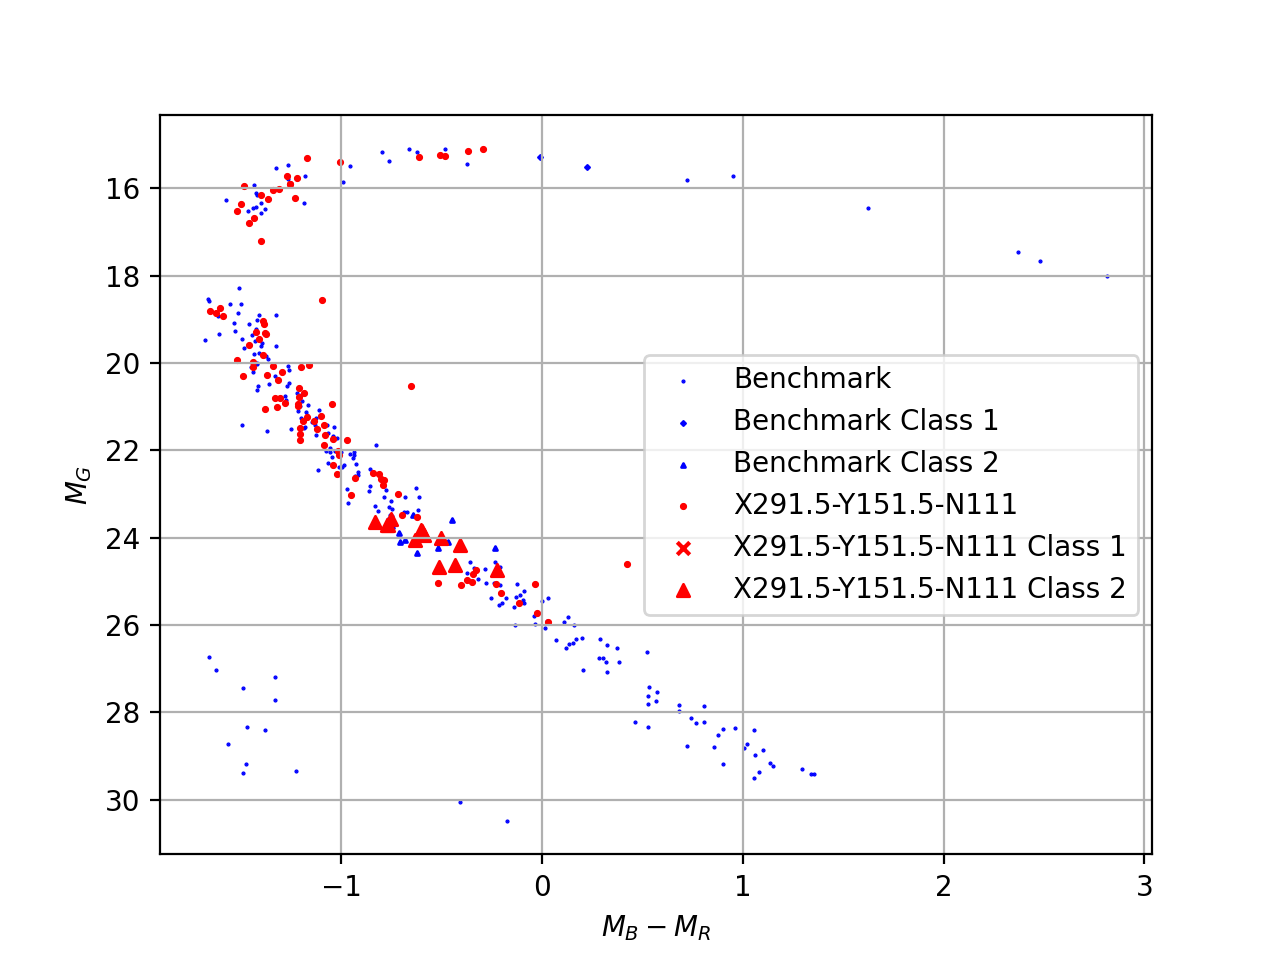 16
18
20
22
24
26
28
30
M_G
Benchmark
Benchmark Class 1
Benchmark Class 2
X291.5-Y151.5-N111
X291.5-Y151.5-N111 Class 1
X291.5-Y151.5-N111 Class 2
−1 0 1 2 3
M_B − M_R